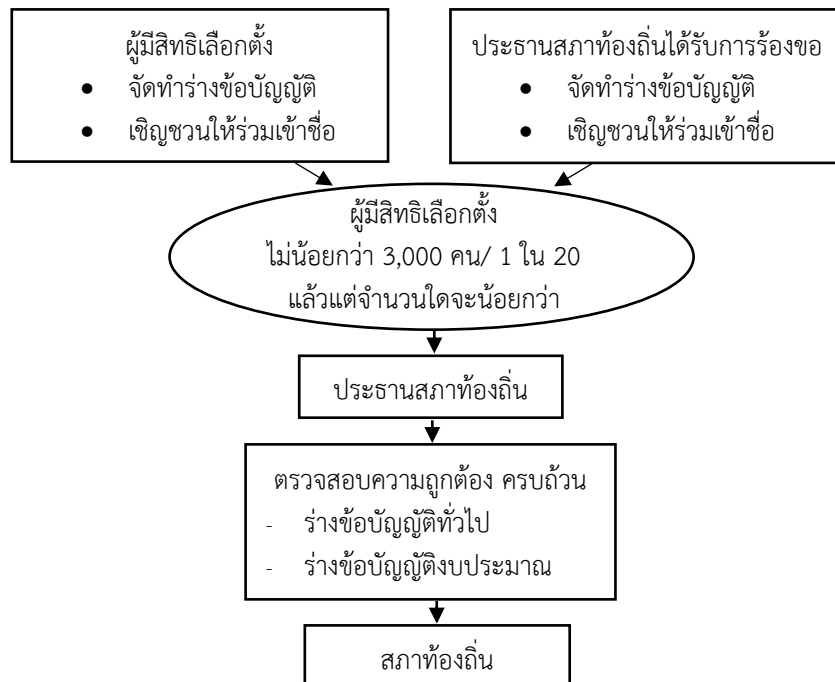 ผู้มีสิทธิเลือกตั้ง
● จัดทำร่างข้อบัญญัติ
● เชิญชวนให้ร่วมเข้าชื่อ
ประธานสภาท้องถิ่นได้รับการร้องขอ
● จัดทำร่างข้อบัญญัติ
● เชิญชวนให้ร่วมเข้าชื่อ
ผู้มีสิทธิเลือกตั้ง
ไม่น้อยกว่า 3,000 คน/ 1 ใน 20
แล้วแต่จำนวนใดจะน้อยกว่า
ประธานสภาท้องถิ่น
ตรวจสอบความถูกต้อง ครบถ้วน
- ร่างข้อบัญญัติทั่วไป
- ร่างข้อบัญญัติงบประมาณ
สภาท้องถิ่น